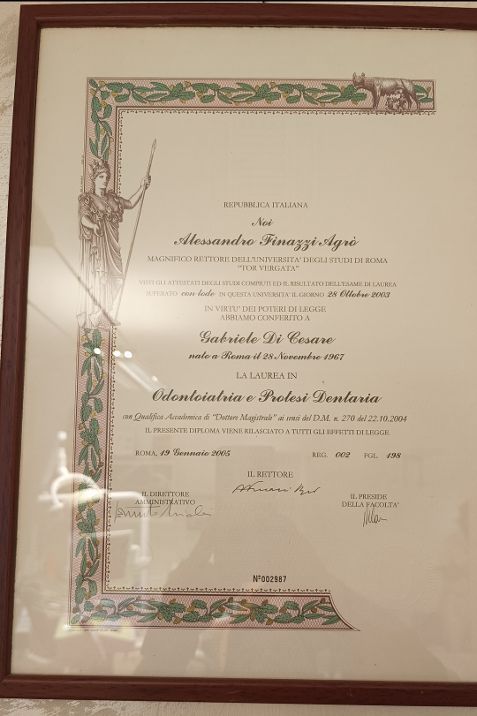 REPUBBLICA ITALIANA
Noi
Alessandro Finazzi Agrò
MAGNIFICO RETTORE DELL'UNIVERSITA' DEGLI STUDI DI ROMA
"TOR VERGATA"
VISTI GLI ATTESTATI DEGLI STUDI COMPIUTI ED IL RISULTATO DELL'ESAME DI LAUREA
SUPERATO con lode IN QUESTA UNIVERSITA' IL GIORNO 28 Ottobre 2003
IN VIRTU' DEI POTERI DI LEGGE
ABBIAMO CONFERITO A
Gabriele Di Cesare
nato a Roma il 28 Novembre 1967
LA LAUREA IN
Odontoiatria e Protesi Dentaria
con Qualifica Accademica di "Dottore Magistrale" ai sensi del D.M. n. 270 del 22.10.2004
IL PRESENTE DIPLOMA VIENE RILASCIATO A TUTTI GLI EFFETTI DI LEGGE
ROMA, 19 Gennaio 2005 REG. 002 FGL. 198
IL RETTORE
IL DIRETTORE
AMMINISTRATIVO
IL PRESIDE
DELLA FACOLTA'
N°002987